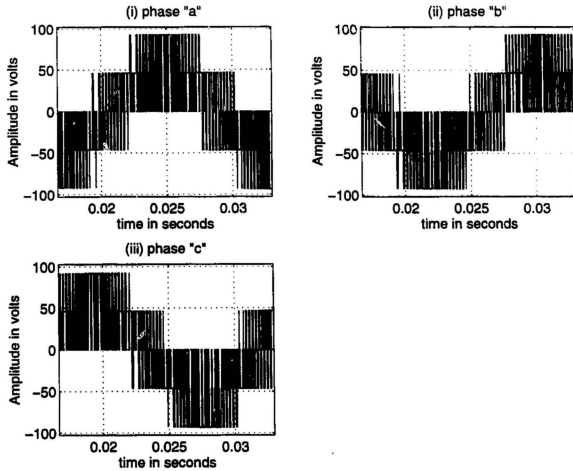 (i) phase "a"
Amplitude in volts
100
50
0
−50
−100
0.02 0.025 0.03
time in seconds
(ii) phase "b"
Amplitude in volts
100
50
0
−50
−100
0.02 0.025 0.03
time in seconds
(iii) phase "c"
Amplitude in volts
100
50
0
−50
−100
0.02 0.025 0.03
time in seconds